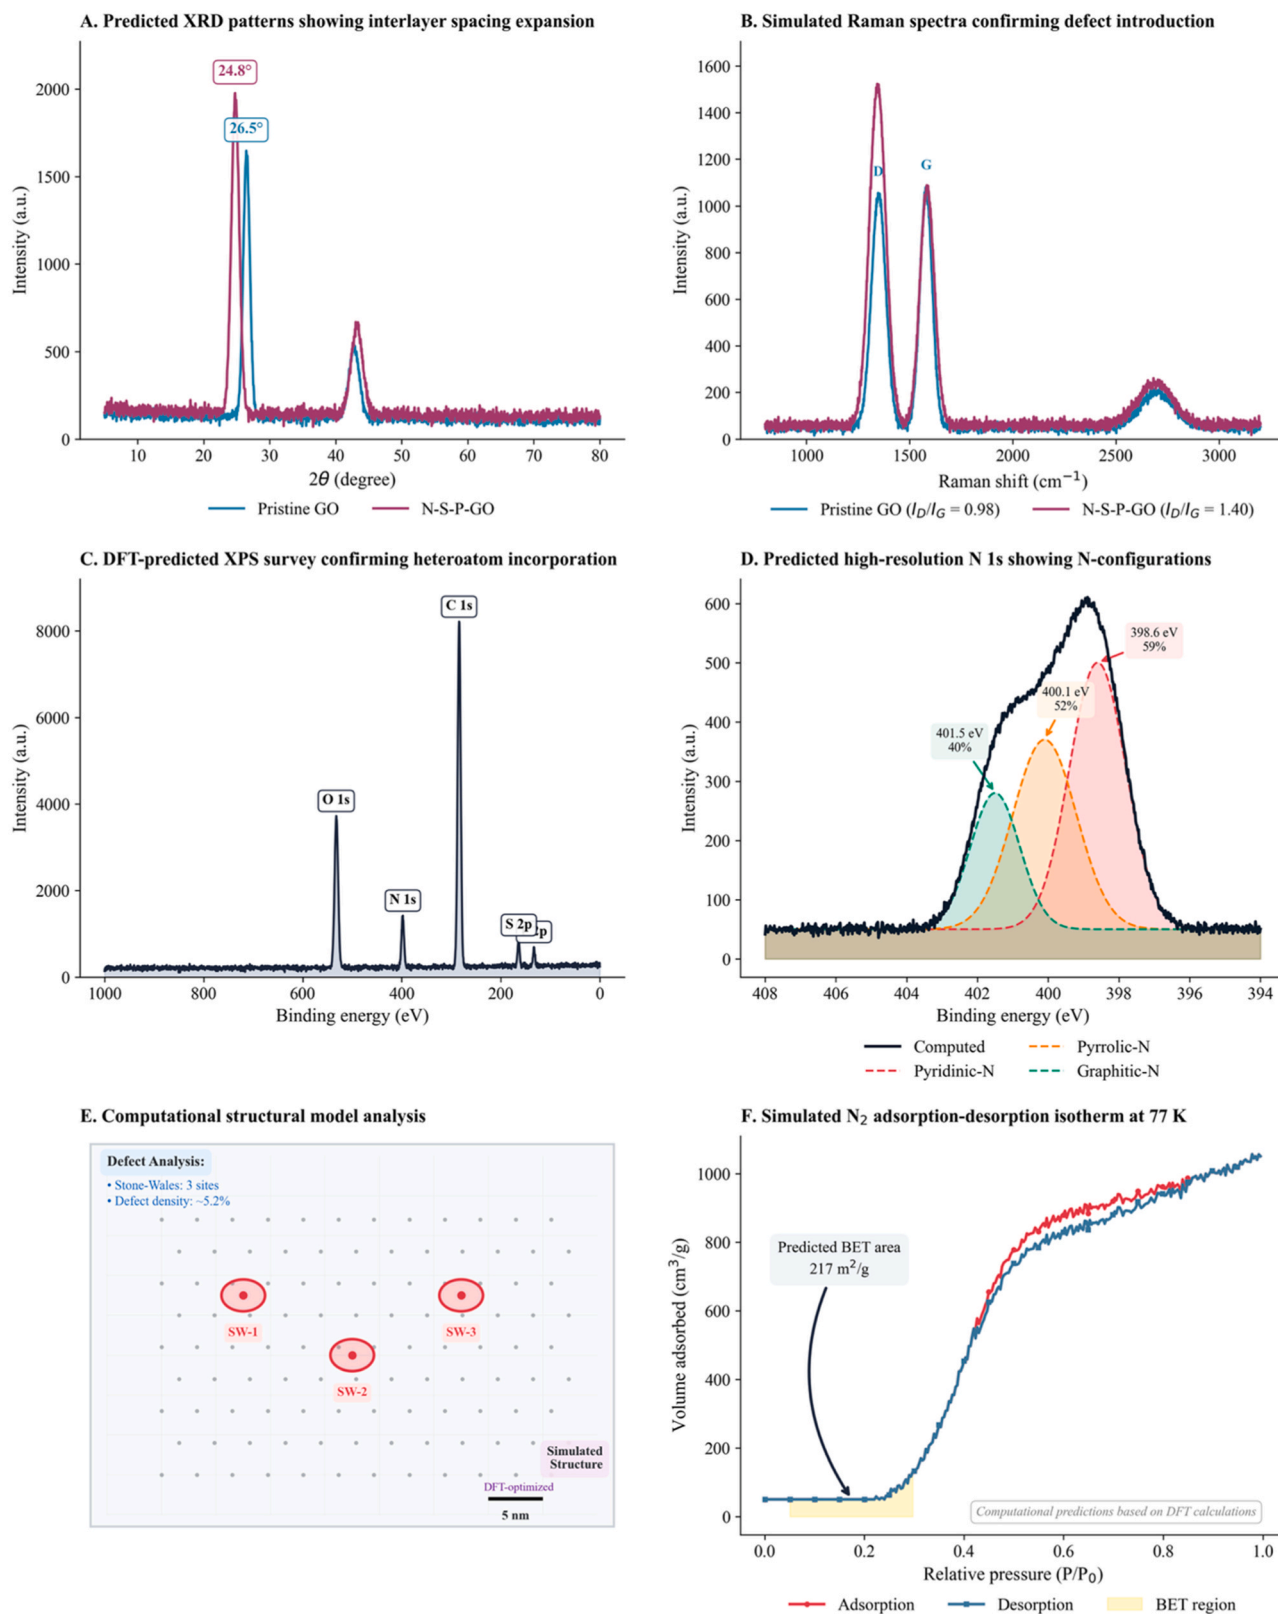 A. Predicted XRD patterns showing interlayer spacing expansion
24.8°
26.5°
Intensity (a.u.)
2000
1500
1000
500
0
10 20 30 40 50 60 70 80
2θ (degree)
Pristine GO N-S-P-GO
B. Simulated Raman spectra confirming defect introduction
D
G
Intensity (a.u.)
1600
1400
1200
1000
800
600
400
200
0
1000 1500 2000 2500 3000
Raman shift (cm⁻¹)
Pristine GO (I_D/I_G = 0.98) N-S-P-GO (I_D/I_G = 1.40)
C. DFT-predicted XPS survey confirming heteroatom incorporation
C 1s
O 1s
N 1s
S 2p
Intensity (a.u.)
8000
6000
4000
2000
0
1000 800 600 400 200 0
Binding energy (eV)
D. Predicted high-resolution N 1s showing N-configurations
398.6 eV
59%
400.1 eV
52%
401.5 eV
40%
Intensity (a.u.)
600
500
400
300
200
100
0
408 406 404 402 400 398 396 394
Binding energy (eV)
Computed Pyrrolic-N
Pyridinic-N Graphitic-N
E. Computational structural model analysis
Defect Analysis:
• Stone-Wales: 3 sites
• Defect density: ~5.2%
SW-1
SW-3
SW-2
Simulated
Structure
DFT-optimized
5 nm
F. Simulated N₂ adsorption-desorption isotherm at 77 K
Predicted BET area
217 m²/g
Volume adsorbed (cm³/g)
1000
800
600
400
200
0
Computational predictions based on DFT calculations
0.0 0.2 0.4 0.6 0.8 1.0
Relative pressure (P/P₀)
Adsorption Desorption BET region